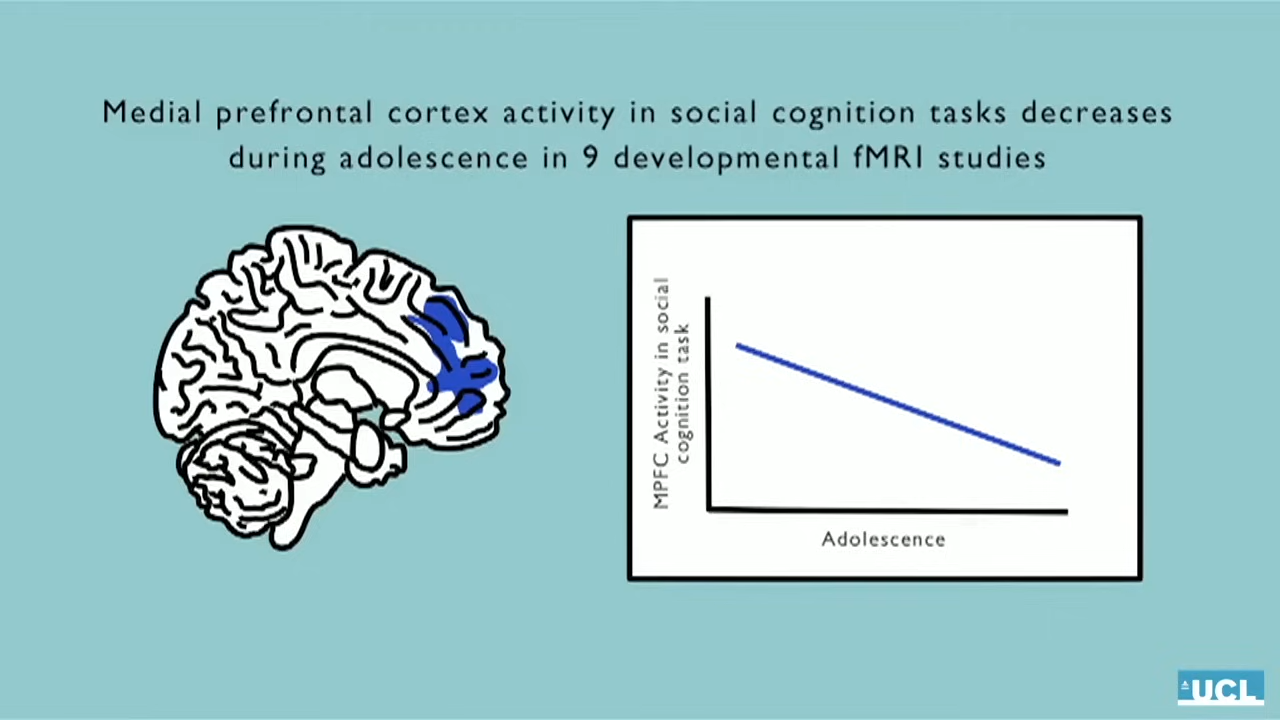 Medial prefrontal cortex activity in social cognition tasks decreases
during adolescence in 9 developmental fMRI studies
MPFC Activity in social
cognition task
Adolescence
UCL